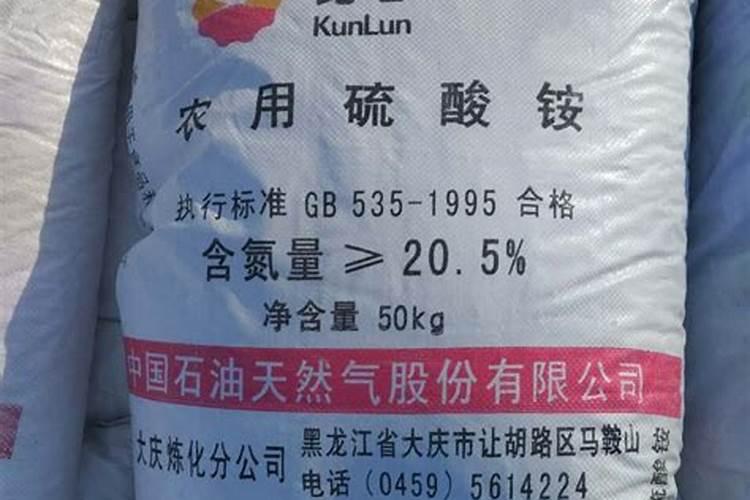 KunLun
农用硫酸铵
执行标准 GB 535-1995 合格
含氮量 ≥ 20.5%
净含量 50kg
中国石油天然气股份有限公司
大庆炼化分公司
黑龙江省大庆市让胡路区马鞍山
电话 (0459) 5614224